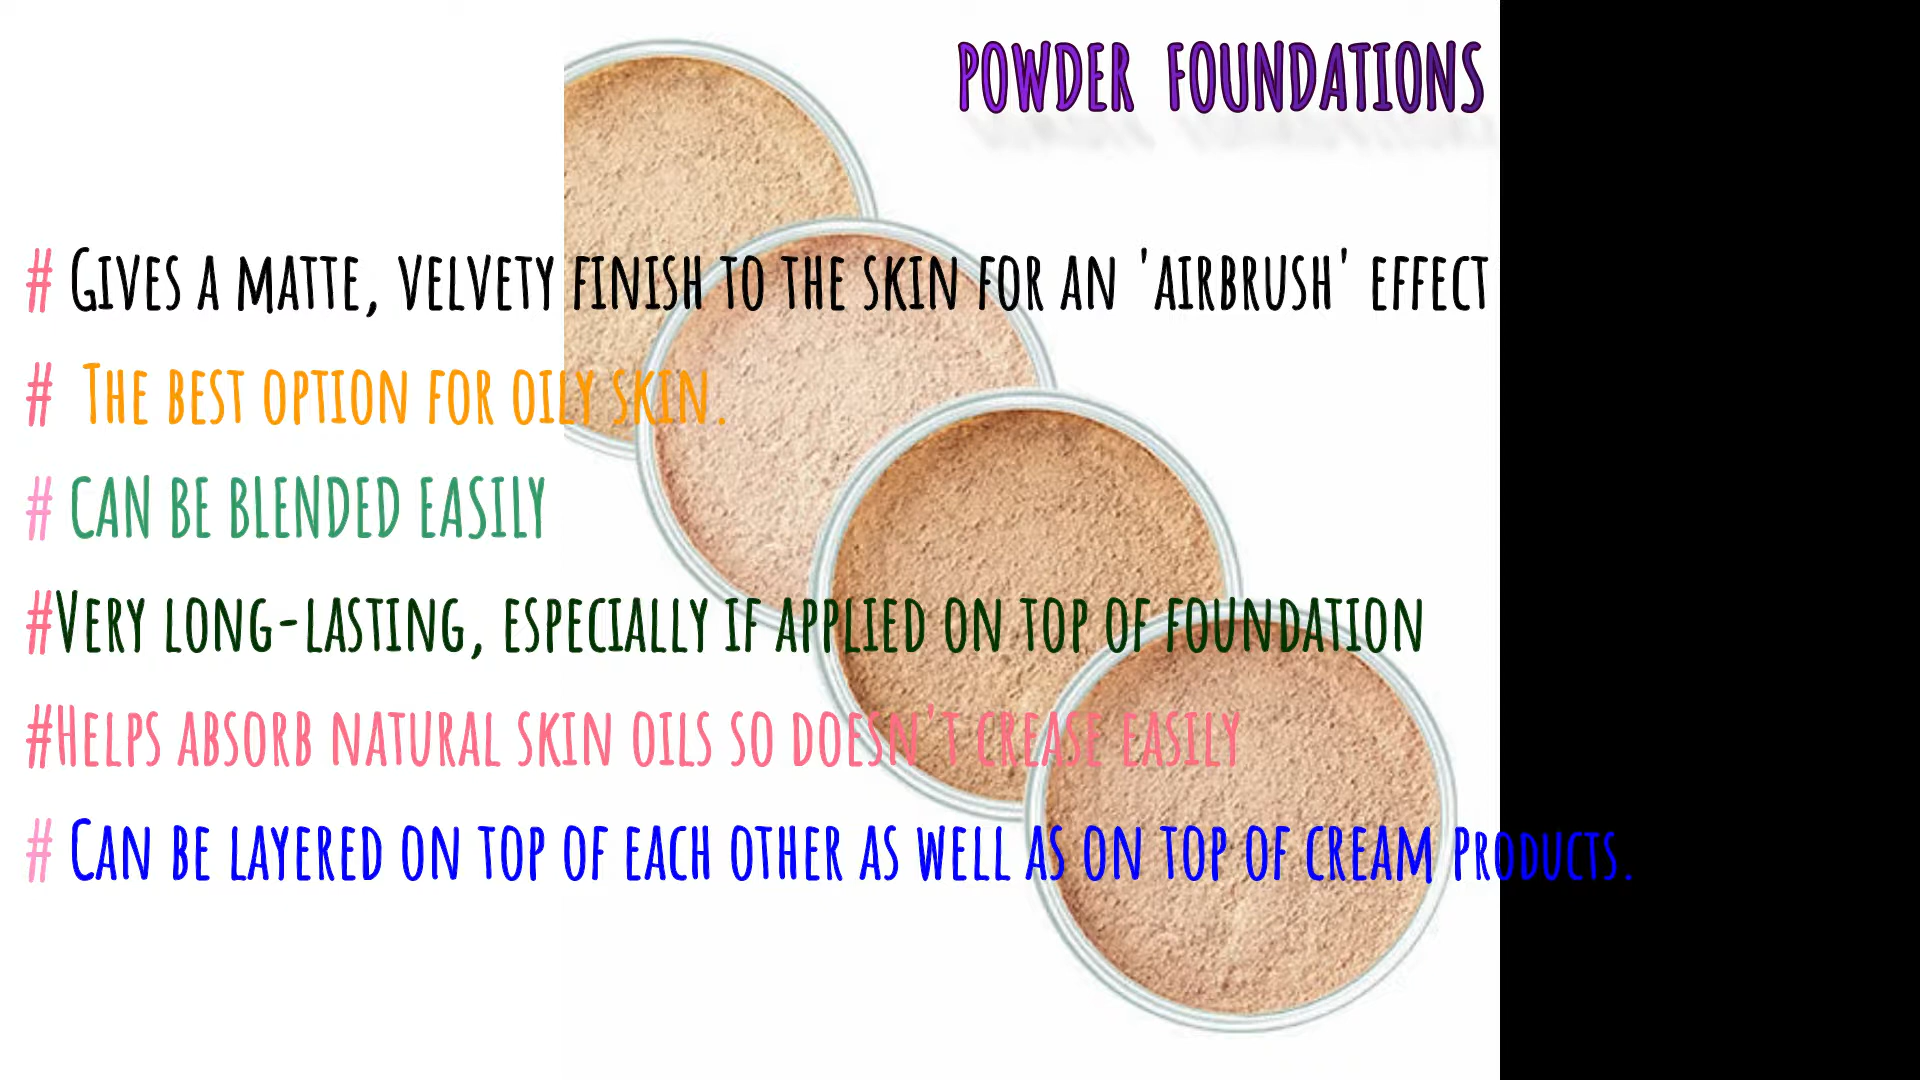 POWDER FOUNDATIONS
# GIVES A MATTE, VELVETY FINISH TO THE SKIN FOR AN 'AIRBRUSH' EFFECT
# THE BEST OPTION FOR OILY SKIN.
# CAN BE BLENDED EASILY
#VERY LONG-LASTING, ESPECIALLY IF APPLIED ON TOP OF FOUNDATION
#HELPS ABSORB NATURAL SKIN OILS SO DOESN'T CREASE EASILY
# CAN BE LAYERED ON TOP OF EACH OTHER AS WELL AS ON TOP OF CREAM PRODUCTS.